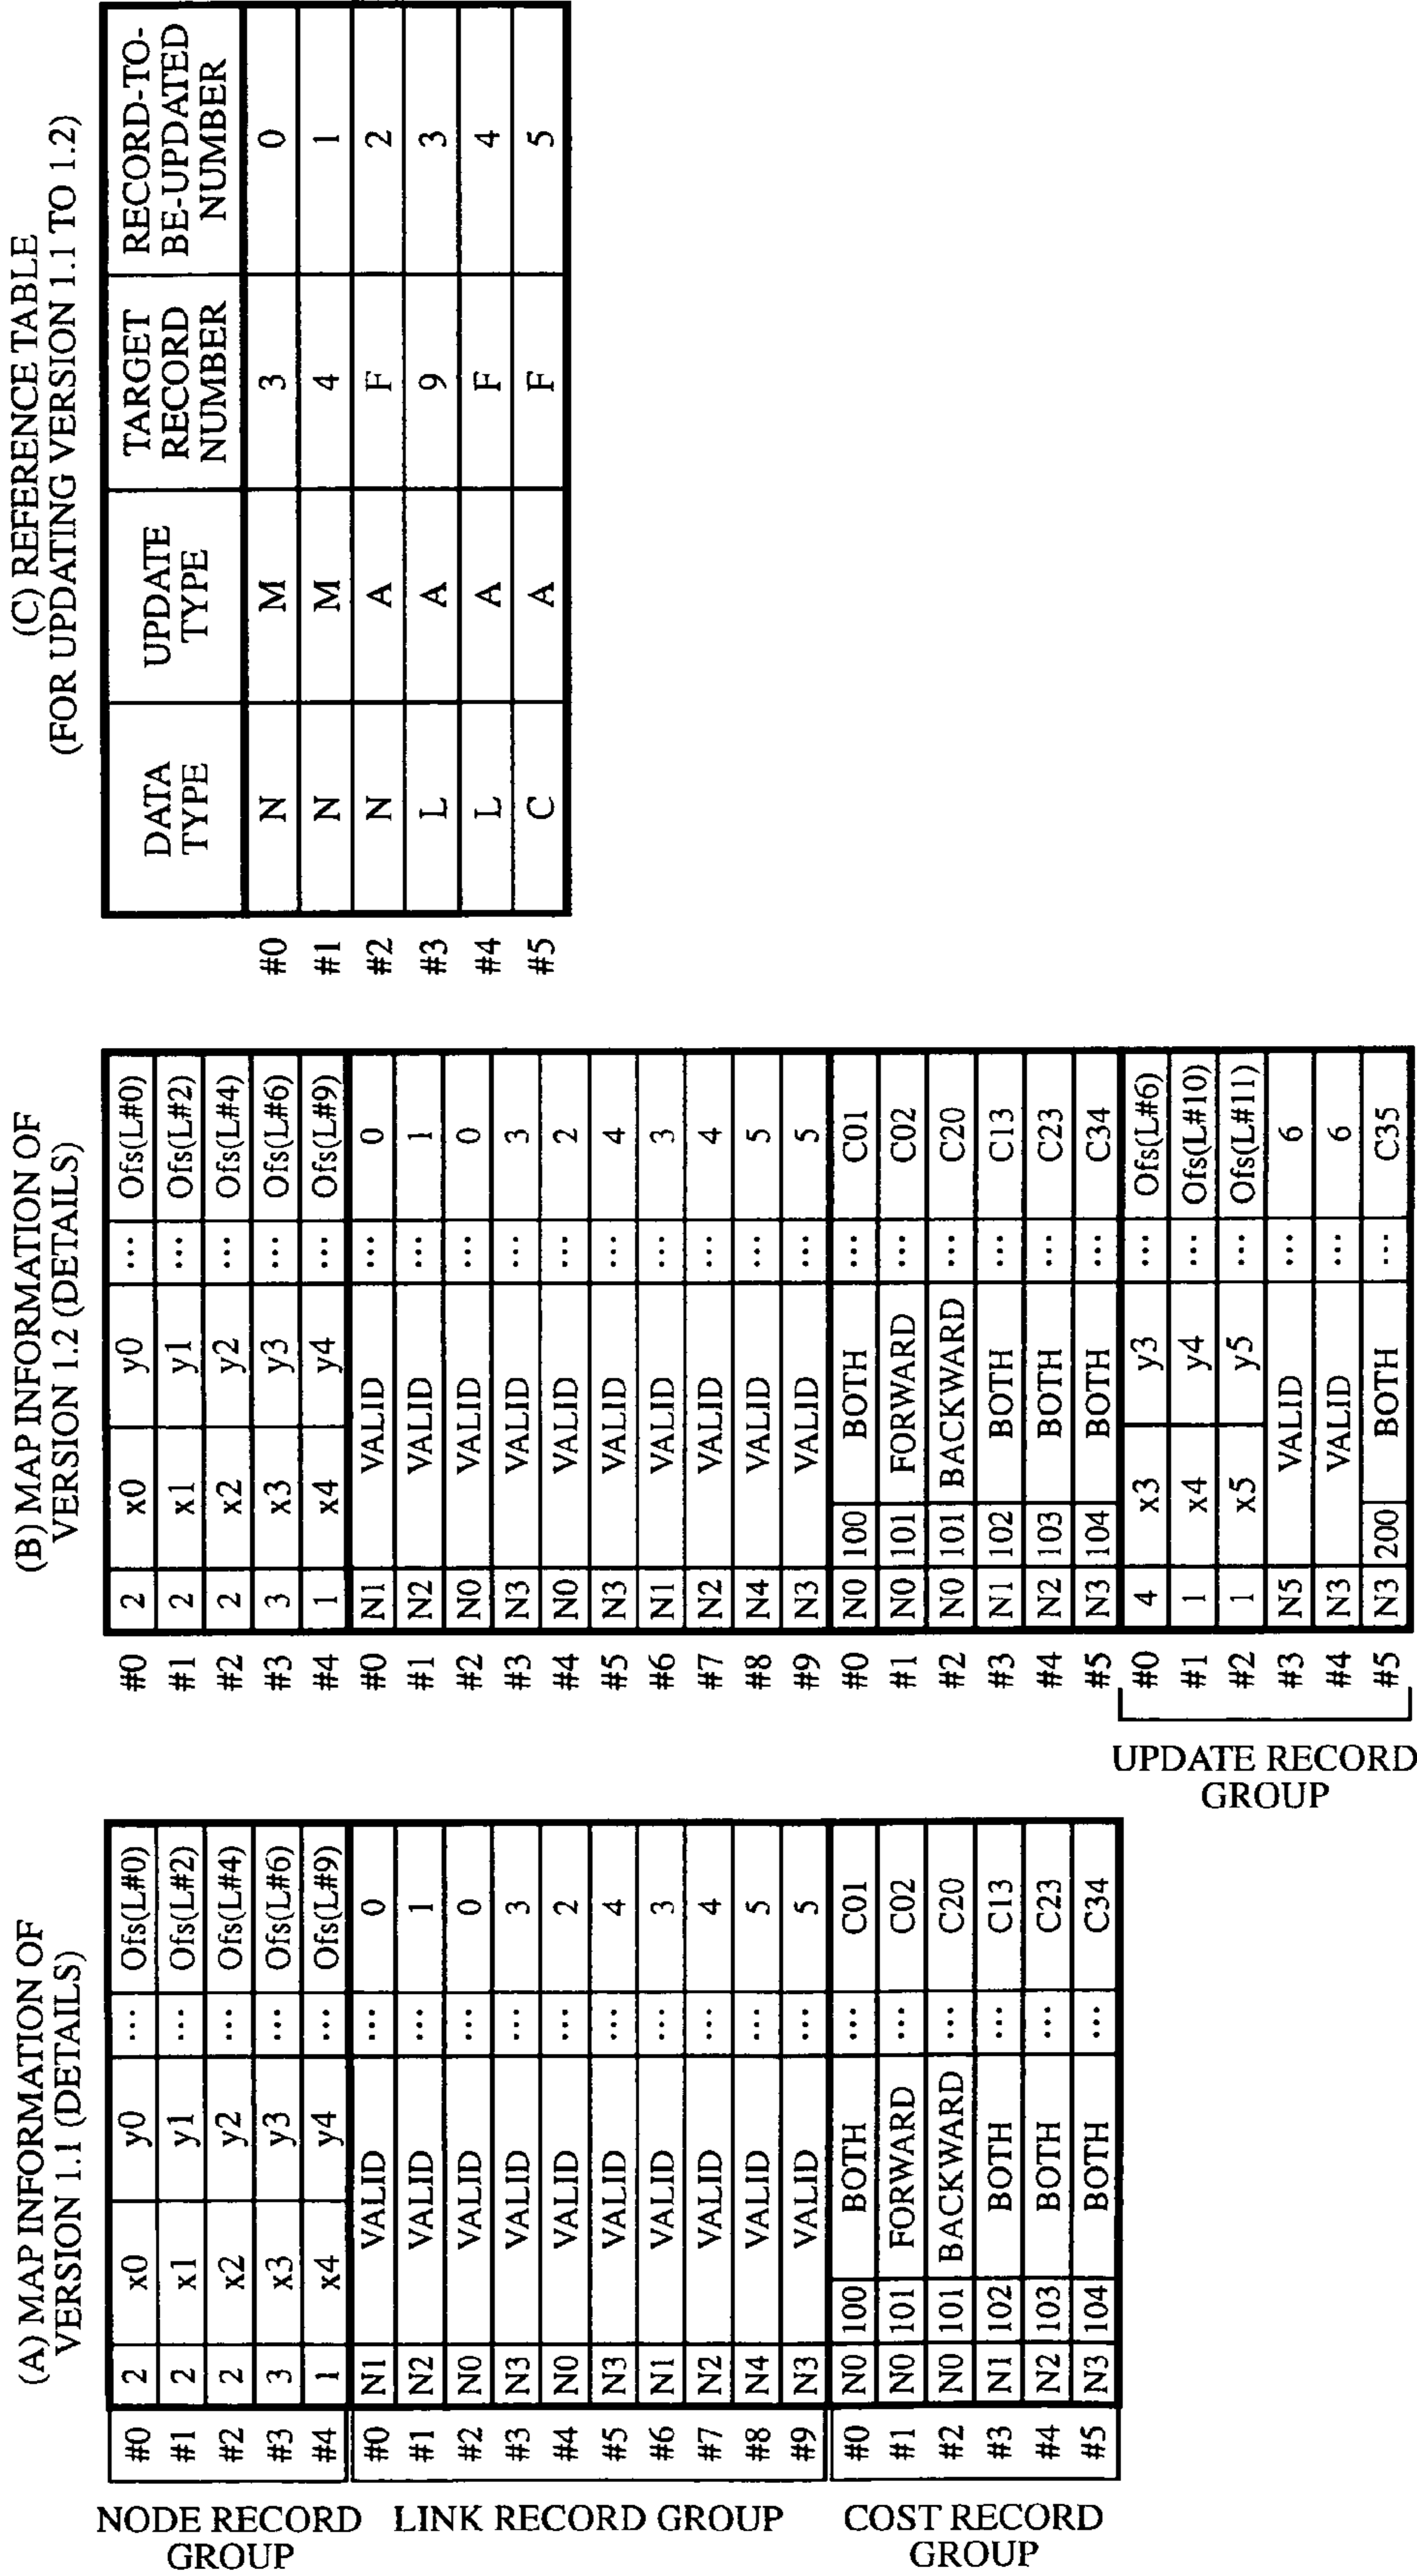 (A) MAP INFORMATION OF
VERSION 1.1 (DETAILS)
NODE RECORD
GROUP
#0 2 x0 y0 ... Ofs(L#0)
#1 2 x1 y1 ... Ofs(L#2)
#2 2 x2 y2 ... Ofs(L#4)
#3 3 x3 y3 ... Ofs(L#6)
#4 1 x4 y4 ... Ofs(L#9)
LINK RECORD GROUP
#0 N1 VALID ... 0
#1 N2 VALID ... 1
#2 N0 VALID ... 0
#3 N3 VALID ... 3
#4 N0 VALID ... 2
#5 N3 VALID ... 4
#6 N1 VALID ... 3
#7 N2 VALID ... 4
#8 N4 VALID ... 5
#9 N3 VALID ... 5
COST RECORD
GROUP
#0 N0 100 BOTH ... C01
#1 N0 101 FORWARD ... C02
#2 N0 101 BACKWARD ... C20
#3 N1 102 BOTH ... C13
#4 N2 103 BOTH ... C23
#5 N3 104 BOTH ... C34
(B) MAP INFORMATION OF
VERSION 1.2 (DETAILS)
#0 2 x0 y0 ... Ofs(L#0)
#1 2 x1 y1 ... Ofs(L#2)
#2 2 x2 y2 ... Ofs(L#4)
#3 3 x3 y3 ... Ofs(L#6)
#4 1 x4 y4 ... Ofs(L#9)
#0 N1 VALID ... 0
#1 N2 VALID ... 1
#2 N0 VALID ... 0
#3 N3 VALID ... 3
#4 N0 VALID ... 2
#5 N3 VALID ... 4
#6 N1 VALID ... 3
#7 N2 VALID ... 4
#8 N4 VALID ... 5
#9 N3 VALID ... 5
#0 N0 100 BOTH ... C01
#1 N0 101 FORWARD ... C02
#2 N0 101 BACKWARD ... C20
#3 N1 102 BOTH ... C13
#4 N2 103 BOTH ... C23
#5 N3 104 BOTH ... C34
UPDATE RECORD
GROUP
#0 4 x3 y3 ... Ofs(L#6)
#1 1 x4 y4 ... Ofs(L#10)
#2 1 x5 y5 ... Ofs(L#11)
#3 N5 VALID ... 6
#4 N3 VALID ... 6
#5 N3 200 BOTH ... C35
(C) REFERENCE TABLE
(FOR UPDATING VERSION 1.1 TO 1.2)
DATA
TYPE
UPDATE
TYPE
TARGET
RECORD
NUMBER
RECORD-TO-
BE-UPDATED
NUMBER
#0 N M 3 0
#1 N M 4 1
#2 N A F 2
#3 L A 9 3
#4 L A F 4
#5 C A F 5